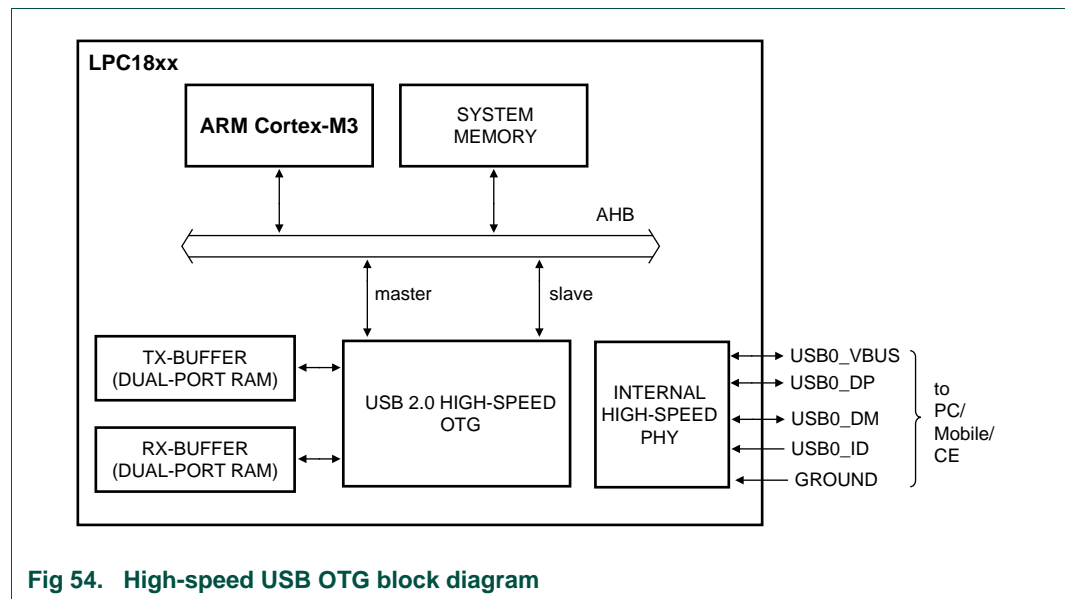 LPC18xx
ARM Cortex-M3
SYSTEM
MEMORY
AHB
master
slave
TX-BUFFER
(DUAL-PORT RAM)
RX-BUFFER
(DUAL-PORT RAM)
USB 2.0 HIGH-SPEED
OTG
INTERNAL
HIGH-SPEED
PHY
USB0_VBUS
USB0_DP
USB0_DM
USB0_ID
GROUND
to
PC/
Mobile/
CE
Fig 54. High-speed USB OTG block diagram